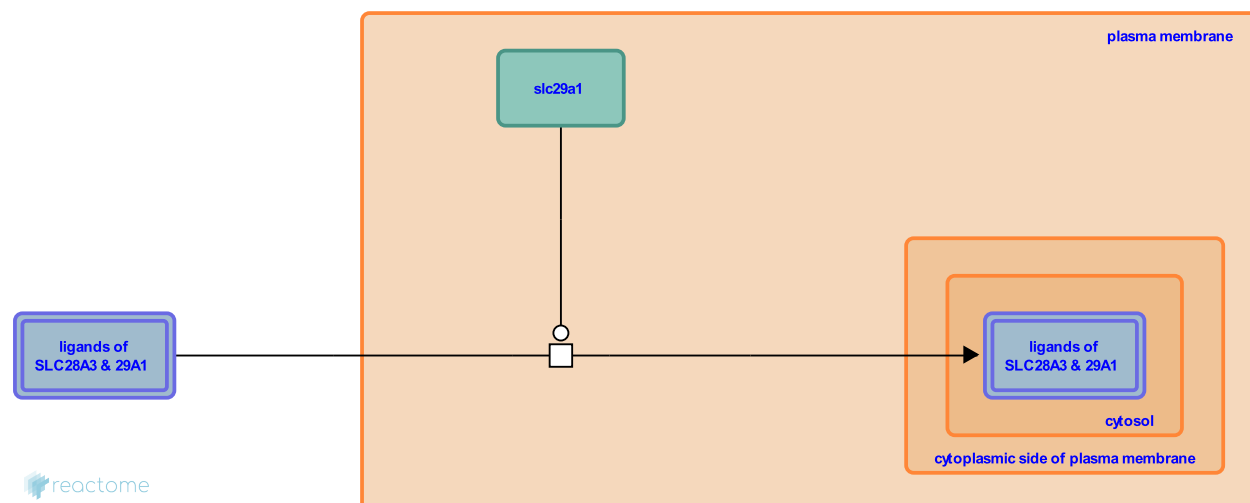 plasma membrane
slc29a1
ligands of
SLC28A3 & 29A1
ligands of
SLC28A3 & 29A1
cytosol
cytoplasmic side of plasma membrane
reactome